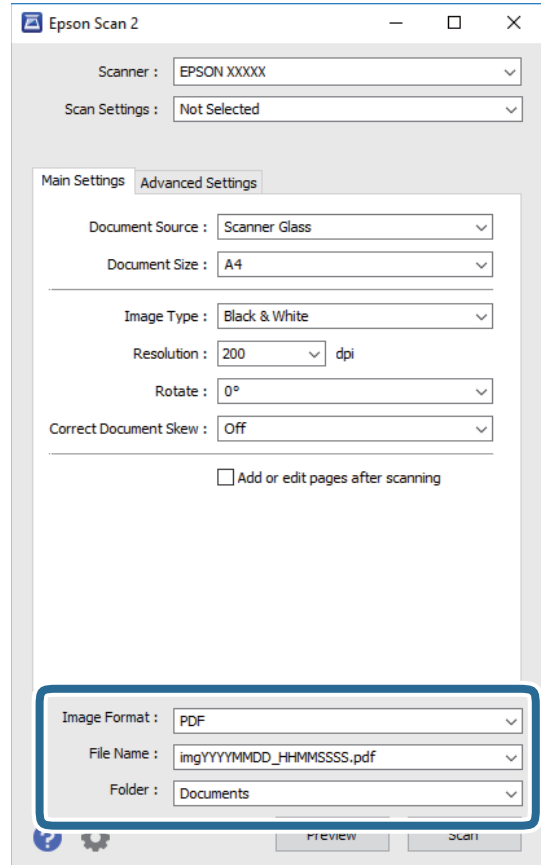 Epson Scan 2
Scanner : EPSON XXXXX
Scan Settings : Not Selected
Main Settings Advanced Settings
Document Source : Scanner Glass
Document Size : A4
Image Type : Black & White
Resolution : 200 dpi
Rotate : 0°
Correct Document Skew : Off
Add or edit pages after scanning
Image Format : PDF
File Name : imgYYYYMMDD_HHMMSSSS.pdf
Folder : Documents
? Preview Scan